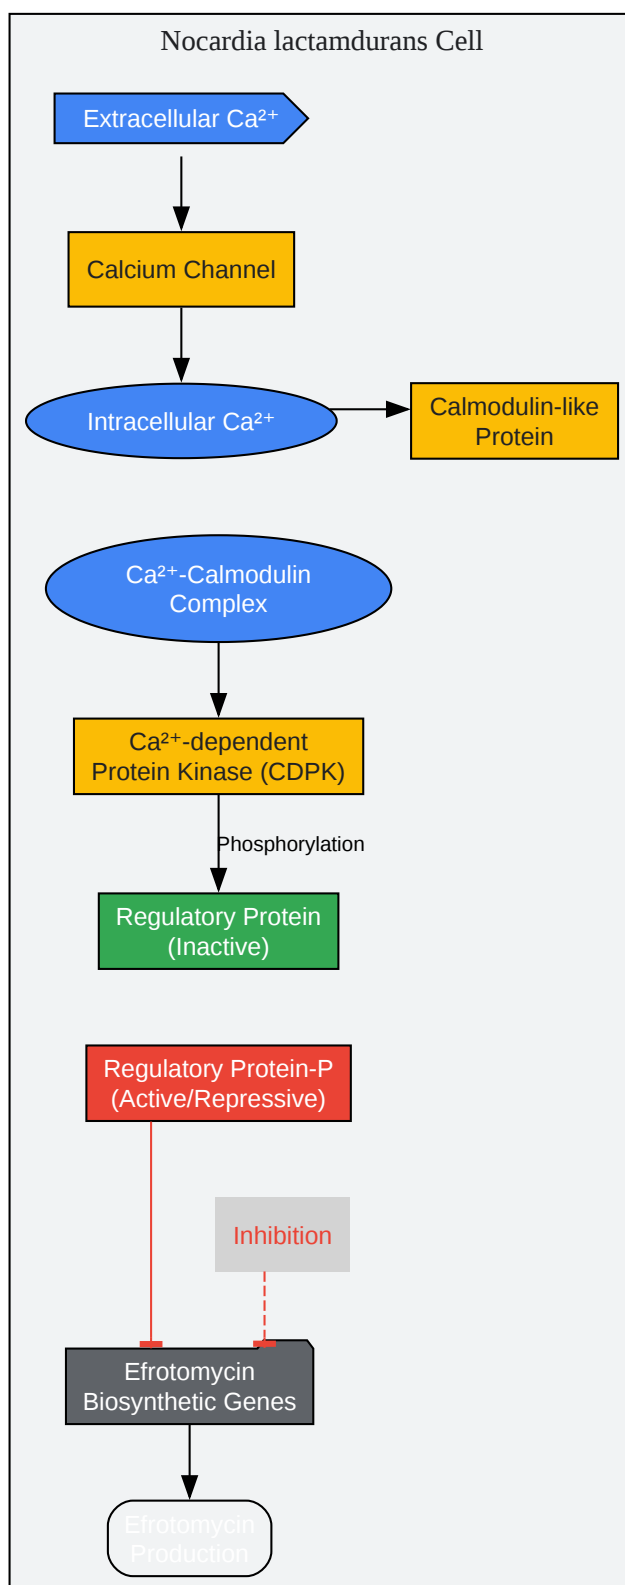 Nocardia lactamdurans Cell
Extracellular Ca²⁺
Calcium Channel
Intracellular Ca²⁺
Calmodulin-like
Protein
Ca²⁺-Calmodulin
Complex
Ca²⁺-dependent
Protein Kinase (CDPK)
Phosphorylation
Regulatory Protein
(Inactive)
Regulatory Protein-P
(Active/Repressive)
Inhibition
Efrotomycin
Biosynthetic Genes
Efrotomycin
Production